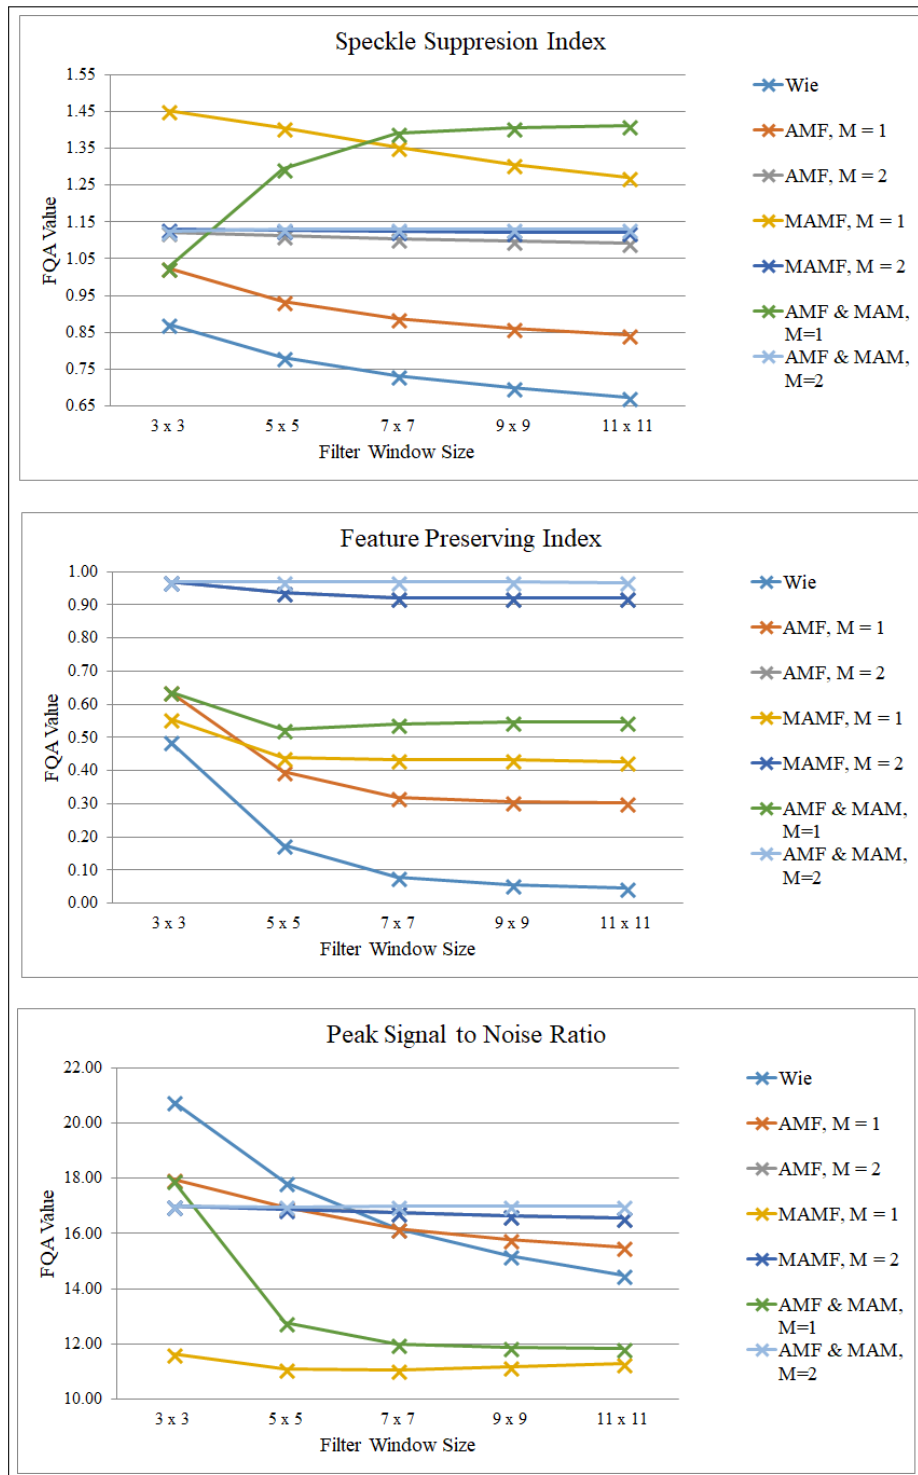 Speckle Suppresion Index
1.55
1.45
1.35
1.25
1.15
1.05
0.95
0.85
0.75
0.65
FQA Value
3 x 3 5 x 5 7 x 7 9 x 9 11 x 11
Filter Window Size
Wie
AMF, M = 1
AMF, M = 2
MAMF, M = 1
MAMF, M = 2
AMF & MAM,
M=1
AMF & MAM,
M=2
Feature Preserving Index
1.00
0.90
0.80
0.70
0.60
0.50
0.40
0.30
0.20
0.10
0.00
FQA Value
3 x 3 5 x 5 7 x 7 9 x 9 11 x 11
Filter Window Size
Wie
AMF, M = 1
AMF, M = 2
MAMF, M = 1
MAMF, M = 2
AMF & MAM,
M=1
AMF & MAM,
M=2
Peak Signal to Noise Ratio
22.00
20.00
18.00
16.00
14.00
12.00
10.00
FQA Value
3 x 3 5 x 5 7 x 7 9 x 9 11 x 11
Filter Window Size
Wie
AMF, M = 1
AMF, M = 2
MAMF, M = 1
MAMF, M = 2
AMF & MAM,
M=1
AMF & MAM,
M=2